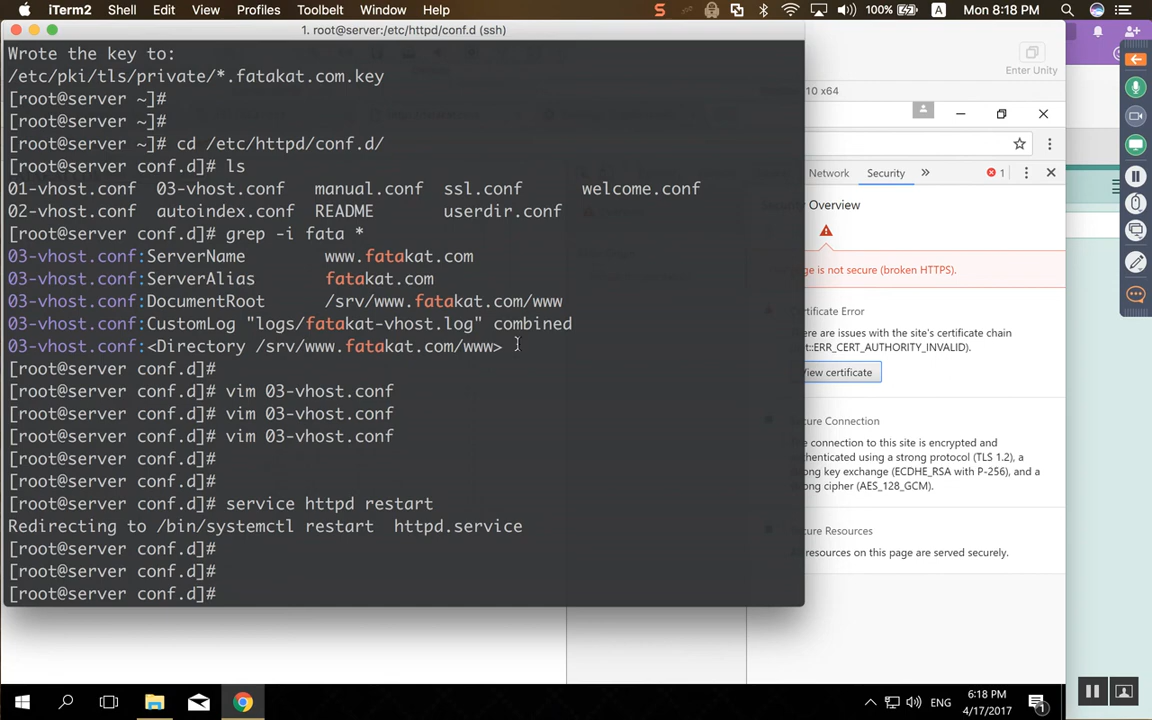 iTerm2 Shell Edit View Profiles Toolbelt Window Help 100% A Mon 8:18 PM
1. root@server:/etc/httpd/conf.d (ssh)
Wrote the key to:
/etc/pki/tls/private/*.fatakat.com.key
[root@server ~]#
[root@server ~]#
[root@server ~]# cd /etc/httpd/conf.d/
[root@server conf.d]# ls
01-vhost.conf 03-vhost.conf manual.conf ssl.conf welcome.conf
02-vhost.conf autoindex.conf README userdir.conf
[root@server conf.d]# grep -i fata *
03-vhost.conf:ServerName www.fatakat.com
03-vhost.conf:ServerAlias fatakat.com
03-vhost.conf:DocumentRoot /srv/www.fatakat.com/www
03-vhost.conf:CustomLog "logs/fatakat-vhost.log" combined
03-vhost.conf:<Directory /srv/www.fatakat.com/www>
[root@server conf.d]#
[root@server conf.d]# vim 03-vhost.conf
[root@server conf.d]# vim 03-vhost.conf
[root@server conf.d]# vim 03-vhost.conf
[root@server conf.d]#
[root@server conf.d]#
[root@server conf.d]# service httpd restart
Redirecting to /bin/systemctl restart httpd.service
[root@server conf.d]#
[root@server conf.d]#
[root@server conf.d]#
Enter Unity
10 x64
Network Security » 1
Security Overview
ge is not secure (broken HTTPS).
Certificate Error
here are issues with the site's certificate chain
t::ERR_CERT_AUTHORITY_INVALID).
View certificate
Secure Connection
he connection to this site is encrypted and
uthenticated using a strong protocol (TLS 1.2), a
rong key exchange (ECDHE_RSA with P-256), and a
rong cipher (AES_128_GCM).
ecure Resources
resources on this page are served securely.
ENG
6:18 PM
4/17/2017
1